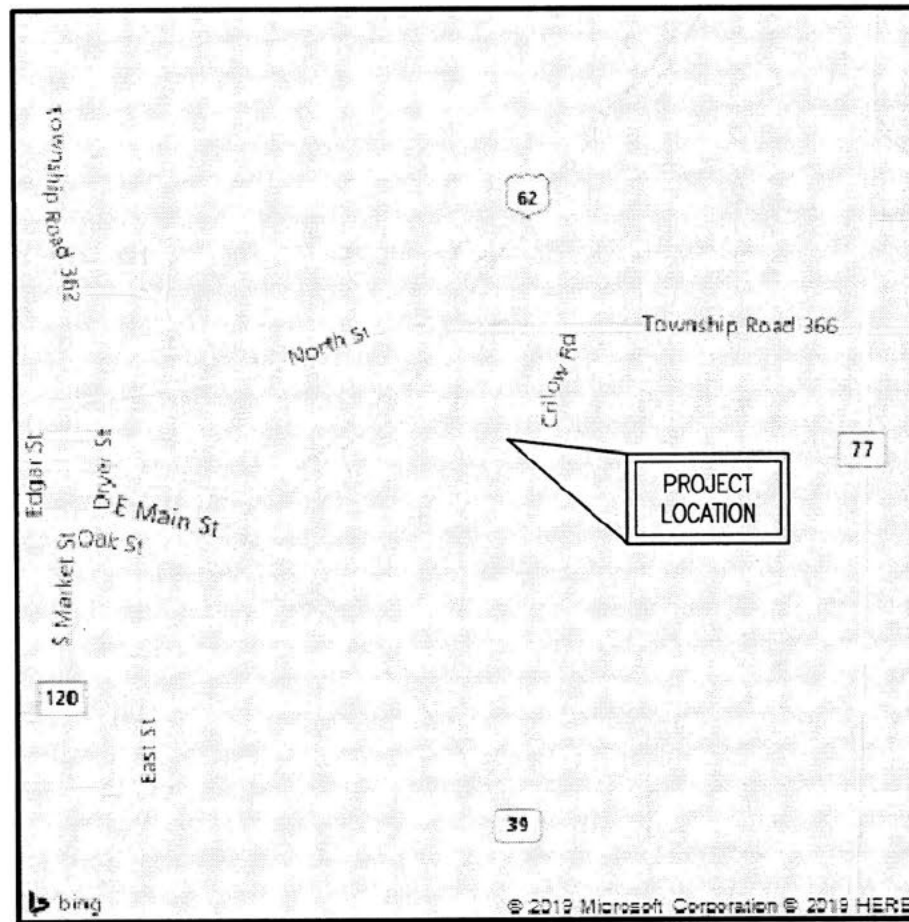 Township Road 362
62
Township Road 366
North St
Crilow Rd
Edgar St
Dryer St
77
PROJECT
LOCATION
E Main St
Oak St
S Market St
120
East St
39
bing
© 2019 Microsoft Corporation © 2019 HERE